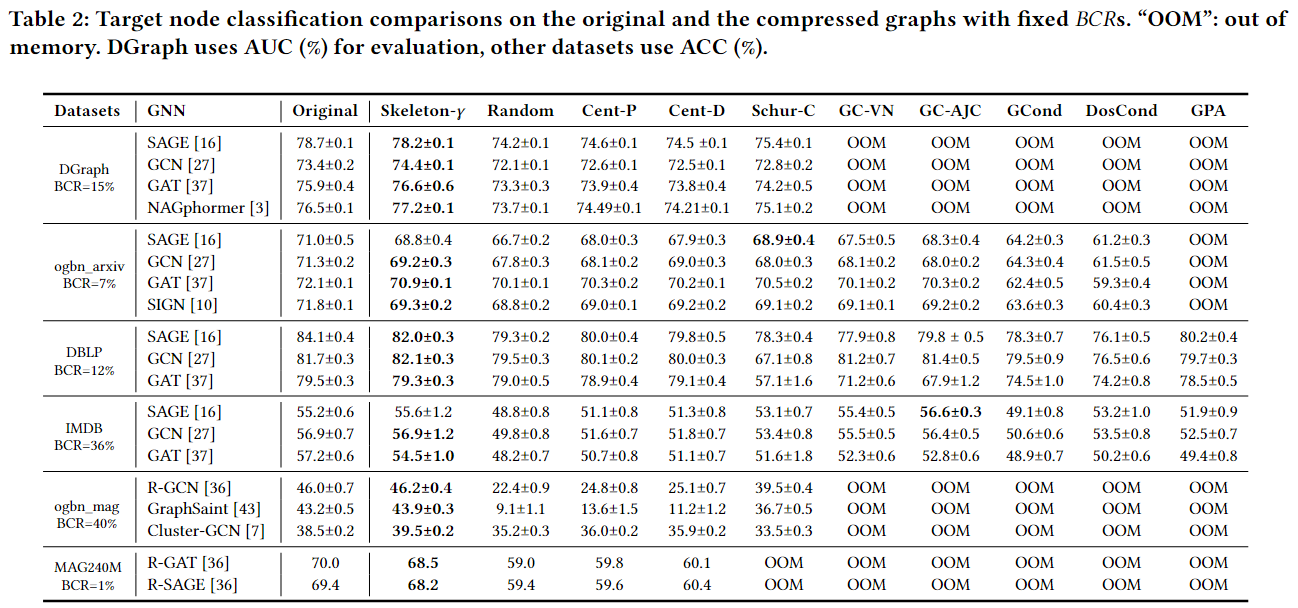 Table 2: Target node classification comparisons on the original and the compressed graphs with fixed BCRs. “OOM”: out of
memory. DGraph uses AUC (%) for evaluation, other datasets use ACC (%).
Datasets GNN Original Skeleton-γ Random Cent-P Cent-D Schur-C GC-VN GC-AJC GCond DosCond GPA
DGraph
BCR=15%
SAGE [16] 78.7±0.1 78.2±0.1 74.2±0.1 74.6±0.1 74.5 ±0.1 75.4±0.1 OOM OOM OOM OOM OOM
GCN [27] 73.4±0.2 74.4±0.1 72.1±0.1 72.6±0.1 72.5±0.1 72.8±0.2 OOM OOM OOM OOM OOM
GAT [37] 75.9±0.4 76.6±0.6 73.3±0.3 73.9±0.4 73.8±0.4 74.2±0.5 OOM OOM OOM OOM OOM
NAGphormer [3] 76.5±0.1 77.2±0.1 73.7±0.1 74.49±0.1 74.21±0.1 75.1±0.2 OOM OOM OOM OOM OOM
ogbn_arxiv
BCR=7%
SAGE [16] 71.0±0.5 68.8±0.4 66.7±0.2 68.0±0.3 67.9±0.3 68.9±0.4 67.5±0.5 68.3±0.4 64.2±0.3 61.2±0.3 OOM
GCN [27] 71.3±0.2 69.2±0.3 67.8±0.3 68.1±0.2 69.0±0.3 68.0±0.3 68.1±0.2 68.0±0.2 64.3±0.4 61.5±0.5 OOM
GAT [37] 72.1±0.1 70.9±0.1 70.1±0.1 70.3±0.2 70.2±0.1 70.5±0.2 70.1±0.2 70.3±0.2 62.4±0.5 59.3±0.4 OOM
SIGN [10] 71.8±0.1 69.3±0.2 68.8±0.2 69.0±0.1 69.2±0.2 69.1±0.2 69.1±0.1 69.2±0.2 63.6±0.3 60.4±0.3 OOM
DBLP
BCR=12%
SAGE [16] 84.1±0.4 82.0±0.3 79.3±0.2 80.0±0.4 79.8±0.5 78.3±0.4 77.9±0.8 79.8 ± 0.5 78.3±0.7 76.1±0.5 80.2±0.4
GCN [27] 81.7±0.3 82.1±0.3 79.5±0.3 80.1±0.2 80.0±0.3 67.1±0.8 81.2±0.7 81.4±0.5 79.5±0.9 76.5±0.6 79.7±0.3
GAT [37] 79.5±0.3 79.3±0.3 79.0±0.5 78.9±0.4 79.1±0.4 57.1±1.6 71.2±0.6 67.9±1.2 74.5±1.0 74.2±0.8 78.5±0.5
IMDB
BCR=36%
SAGE [16] 55.2±0.6 55.6±1.2 48.8±0.8 51.1±0.8 51.3±0.8 53.1±0.7 55.4±0.5 56.6±0.3 49.1±0.8 53.2±1.0 51.9±0.9
GCN [27] 56.9±0.7 56.9±1.2 49.8±0.8 51.6±0.7 51.8±0.7 53.4±0.8 55.5±0.5 56.4±0.5 50.6±0.6 53.5±0.8 52.5±0.7
GAT [37] 57.2±0.6 54.5±1.0 48.2±0.7 50.7±0.8 51.1±0.7 51.6±1.8 52.3±0.6 52.8±0.6 48.9±0.7 50.2±0.6 49.4±0.8
ogbn_mag
BCR=40%
R-GCN [36] 46.0±0.7 46.2±0.4 22.4±0.9 24.8±0.8 25.1±0.7 39.5±0.4 OOM OOM OOM OOM OOM
GraphSaint [43] 43.2±0.5 43.9±0.3 9.1±1.1 13.6±1.5 11.2±1.2 36.7±0.5 OOM OOM OOM OOM OOM
Cluster-GCN [7] 38.5±0.2 39.5±0.2 35.2±0.3 36.0±0.2 35.9±0.2 33.5±0.3 OOM OOM OOM OOM OOM
MAG240M
BCR=1%
R-GAT [36] 70.0 68.5 59.0 59.8 60.1 OOM OOM OOM OOM OOM OOM
R-SAGE [36] 69.4 68.2 59.4 59.6 60.4 OOM OOM OOM OOM OOM OOM